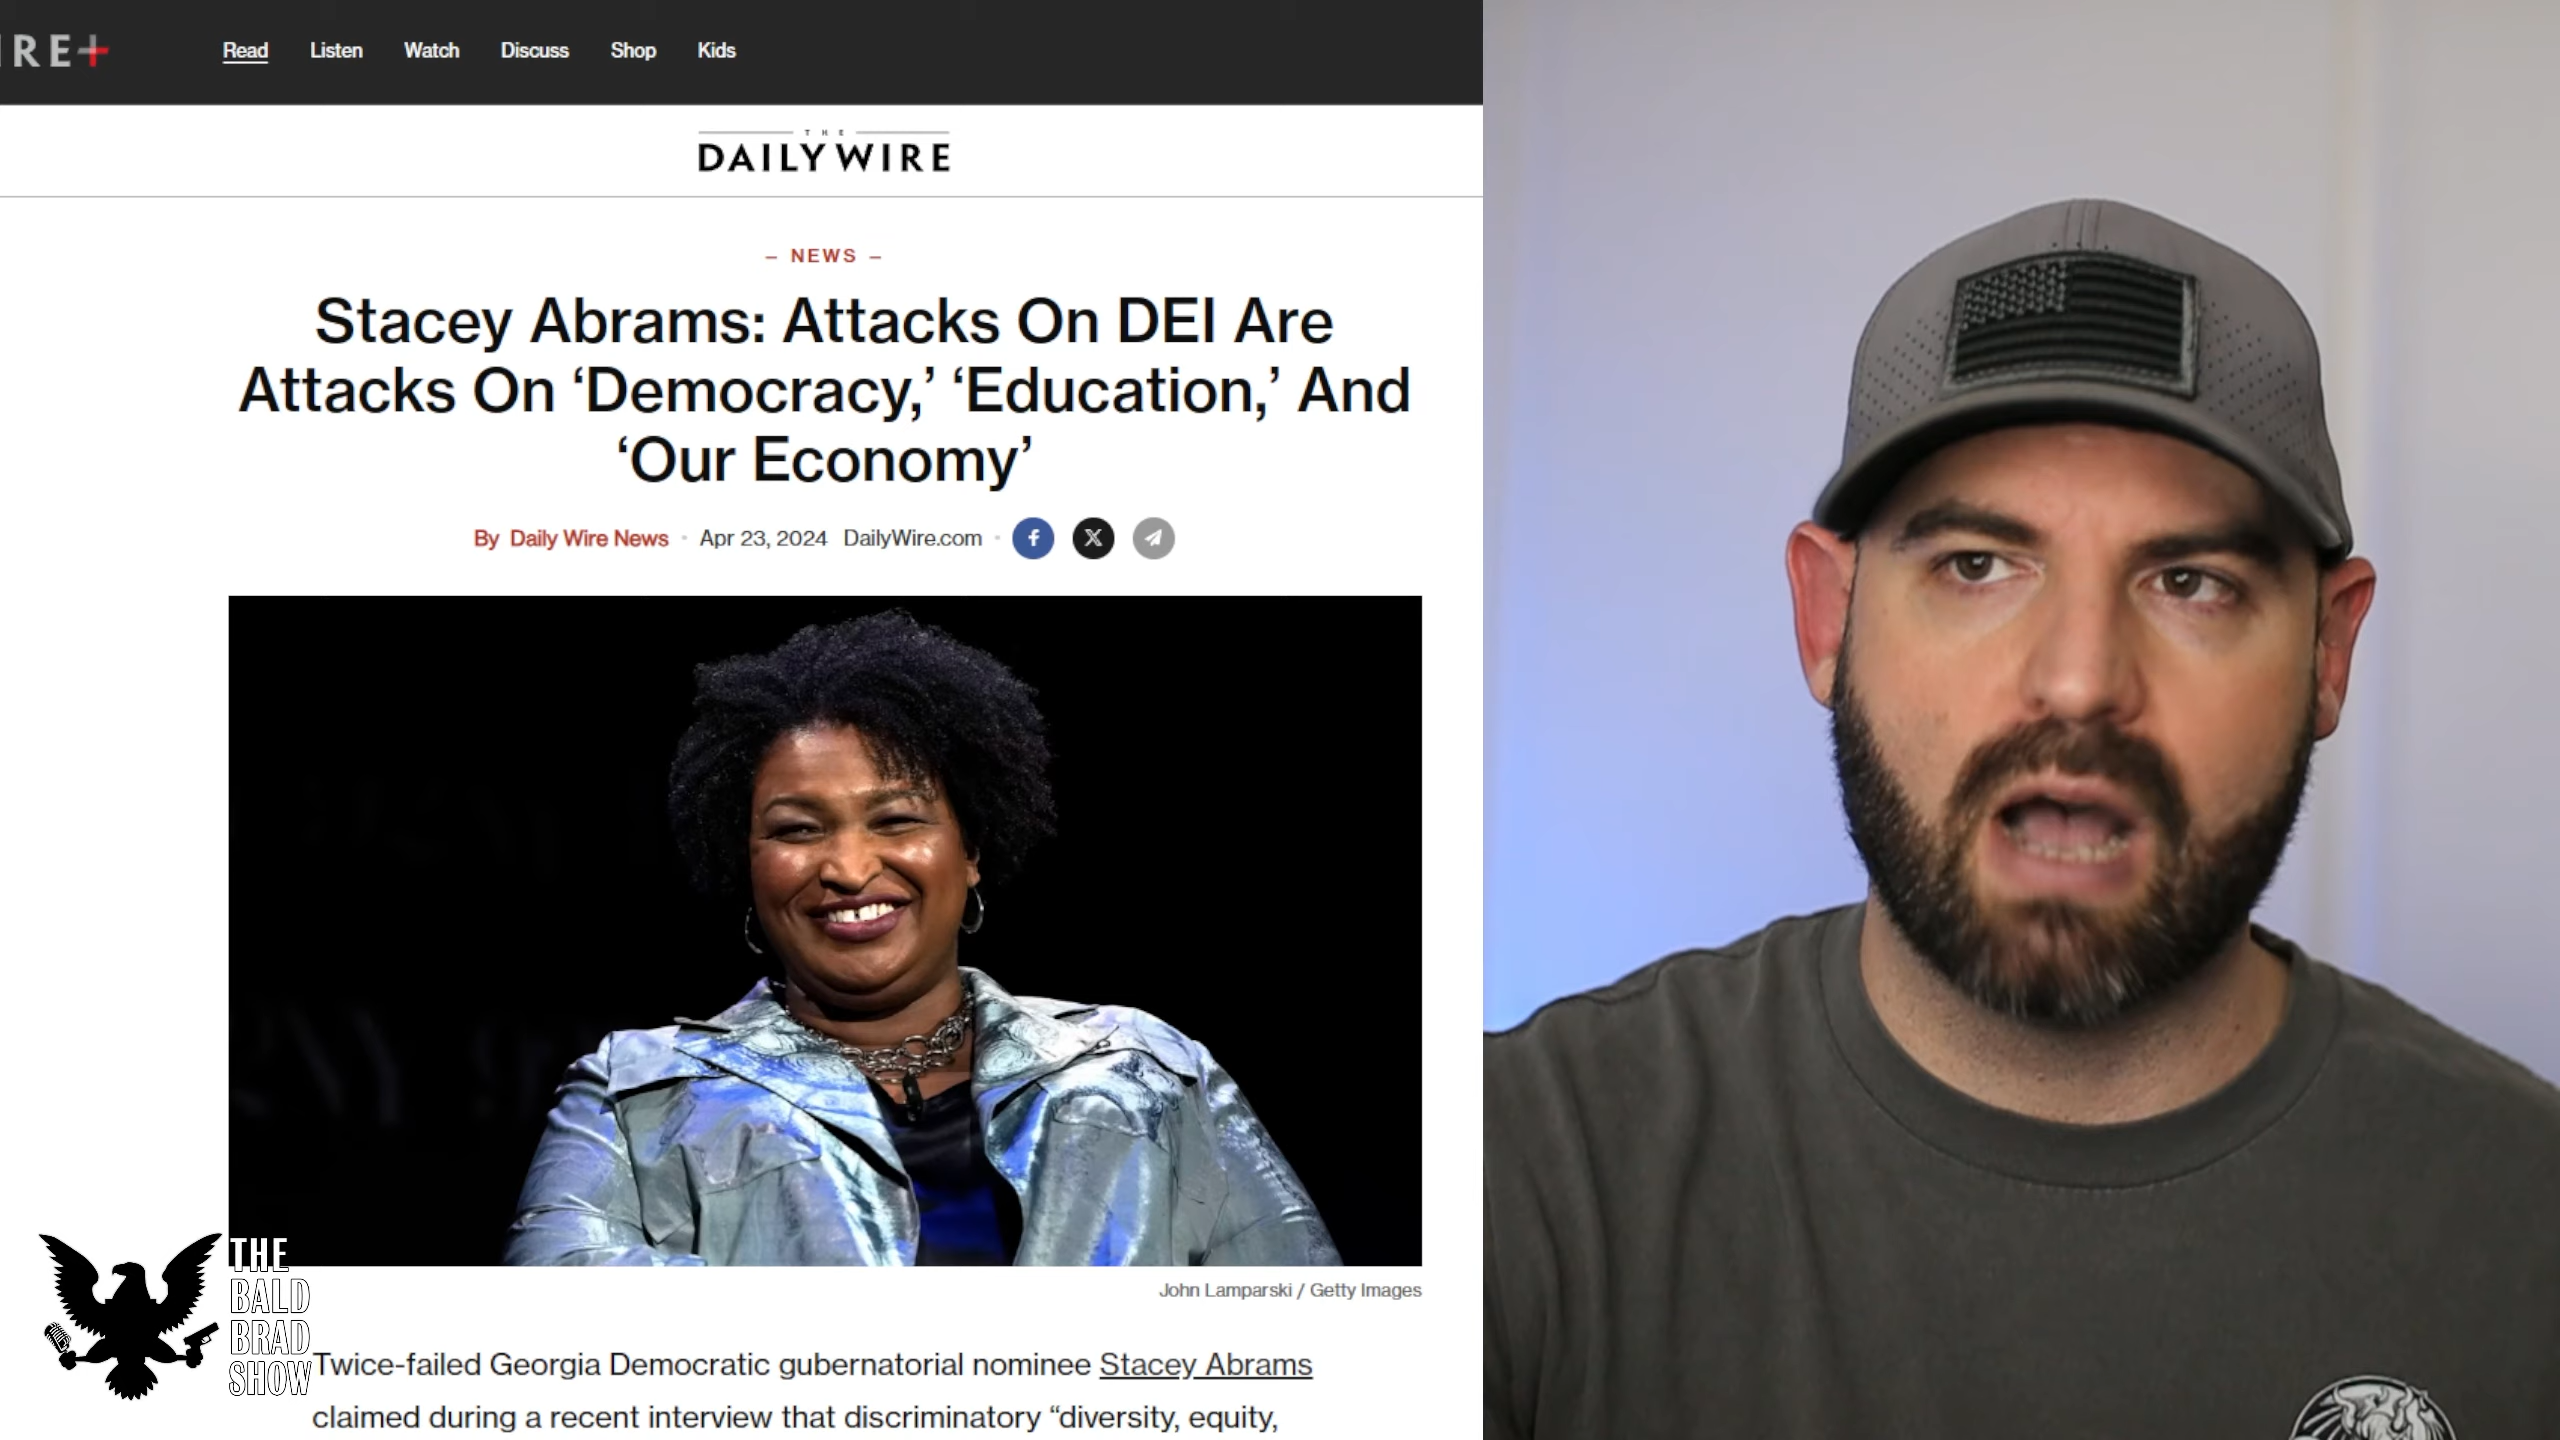 IRE+
Read Listen Watch Discuss Shop Kids
THE
DAILY WIRE
– NEWS –
Stacey Abrams: Attacks On DEI Are
Attacks On ‘Democracy,’ ‘Education,’ And
‘Our Economy’
By Daily Wire News • Apr 23, 2024 DailyWire.com •
John Lamparski / Getty Images
Twice-failed Georgia Democratic gubernatorial nominee Stacey Abrams
claimed during a recent interview that discriminatory “diversity, equity,
THE
BALD
BRAD
SHOW